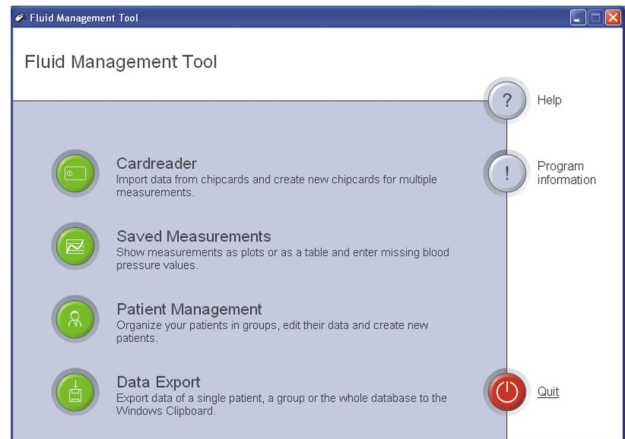 Fluid Management Tool
Fluid Management Tool
?
Help
Cardreader
Import data from chipcards and create new chipcards for multiple
measurements.
!
Program
information
Saved Measurements
Show measurements as plots or as a table and enter missing blood
pressure values.
Patient Management
Organize your patients in groups, edit their data and create new
patients.
Data Export
Export data of a single patient, a group or the whole database to the
Windows Clipboard.
Quit